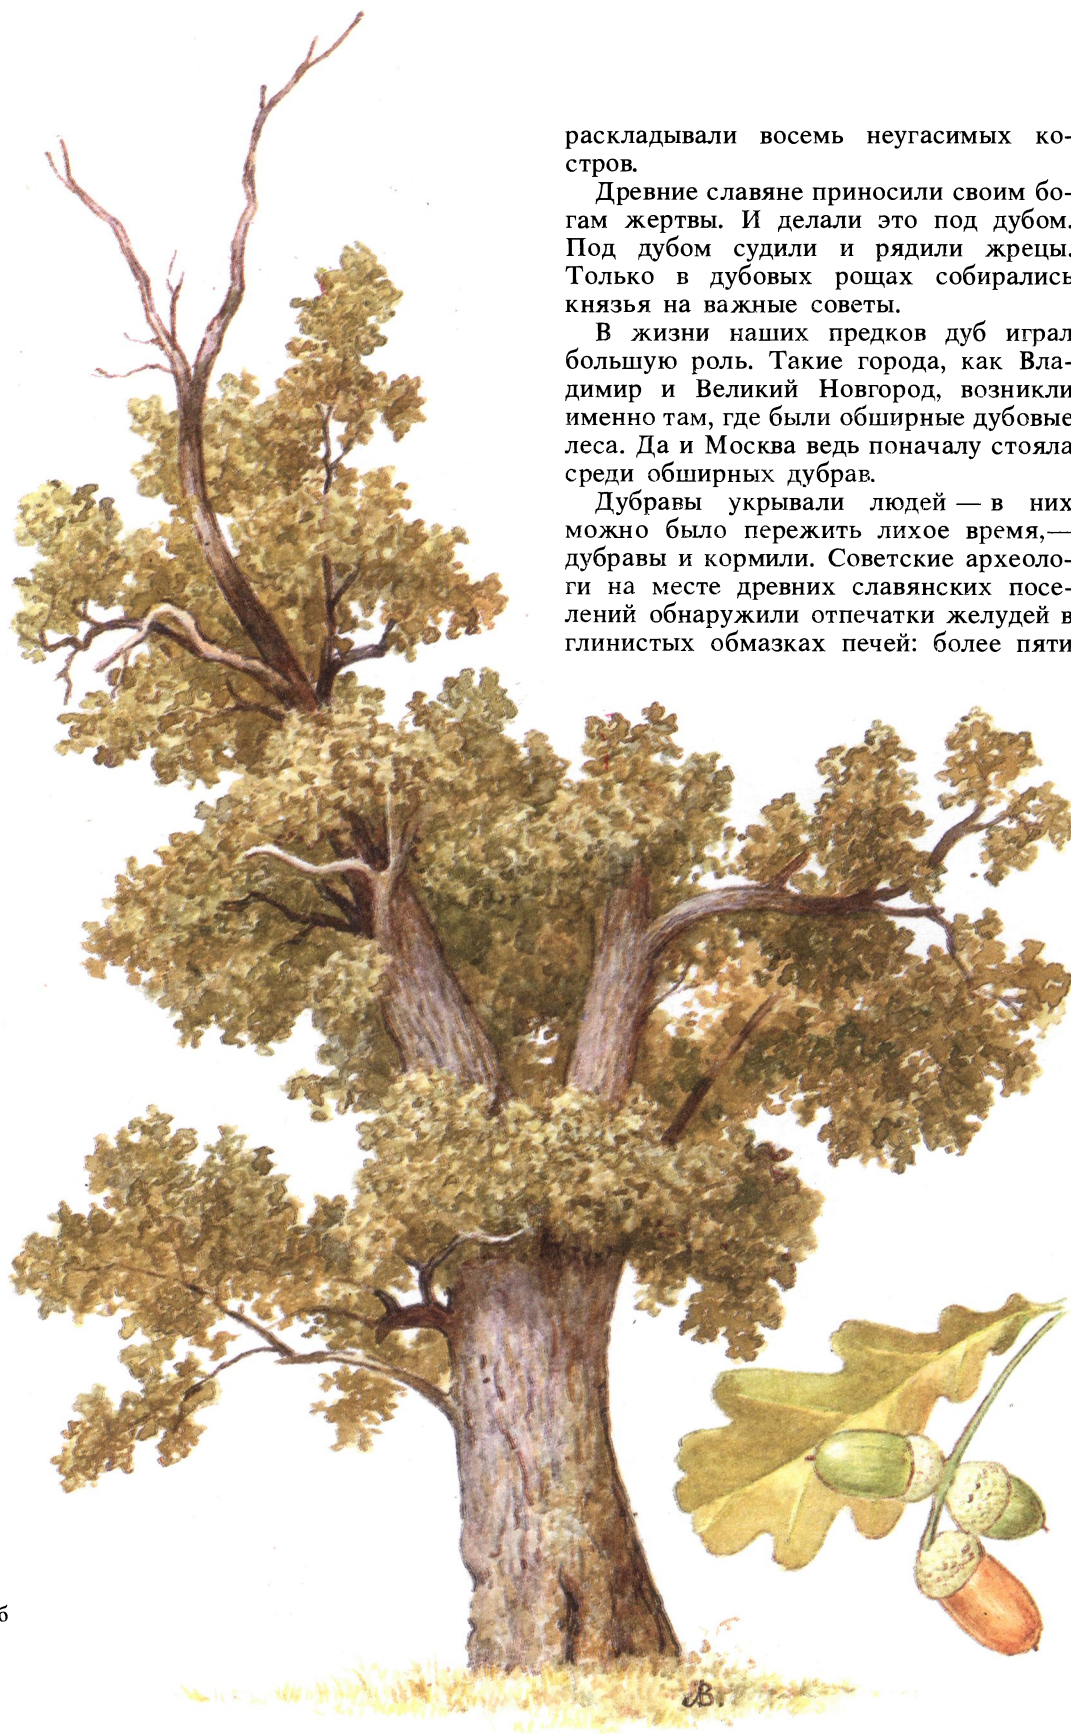 раскладывали восемь неугасимых ко-
стров.
Древние славяне приносили своим бо-
гам жертвы. И делали это под дубом.
Под дубом судили и рядили жрецы.
Только в дубовых рощах собирались
князья на важные советы.
В жизни наших предков дуб играл
большую роль. Такие города, как Вла-
димир и Великий Новгород, возникли
именно там, где были обширные дубовые
леса. Да и Москва ведь поначалу стояла
среди обширных дубрав.
Дубравы укрывали людей — в них
можно было пережить лихое время,—
дубравы и кормили. Советские археоло-
ги на месте древних славянских посе-
лений обнаружили отпечатки желудей в
глинистых обмазках печей: более пяти
б